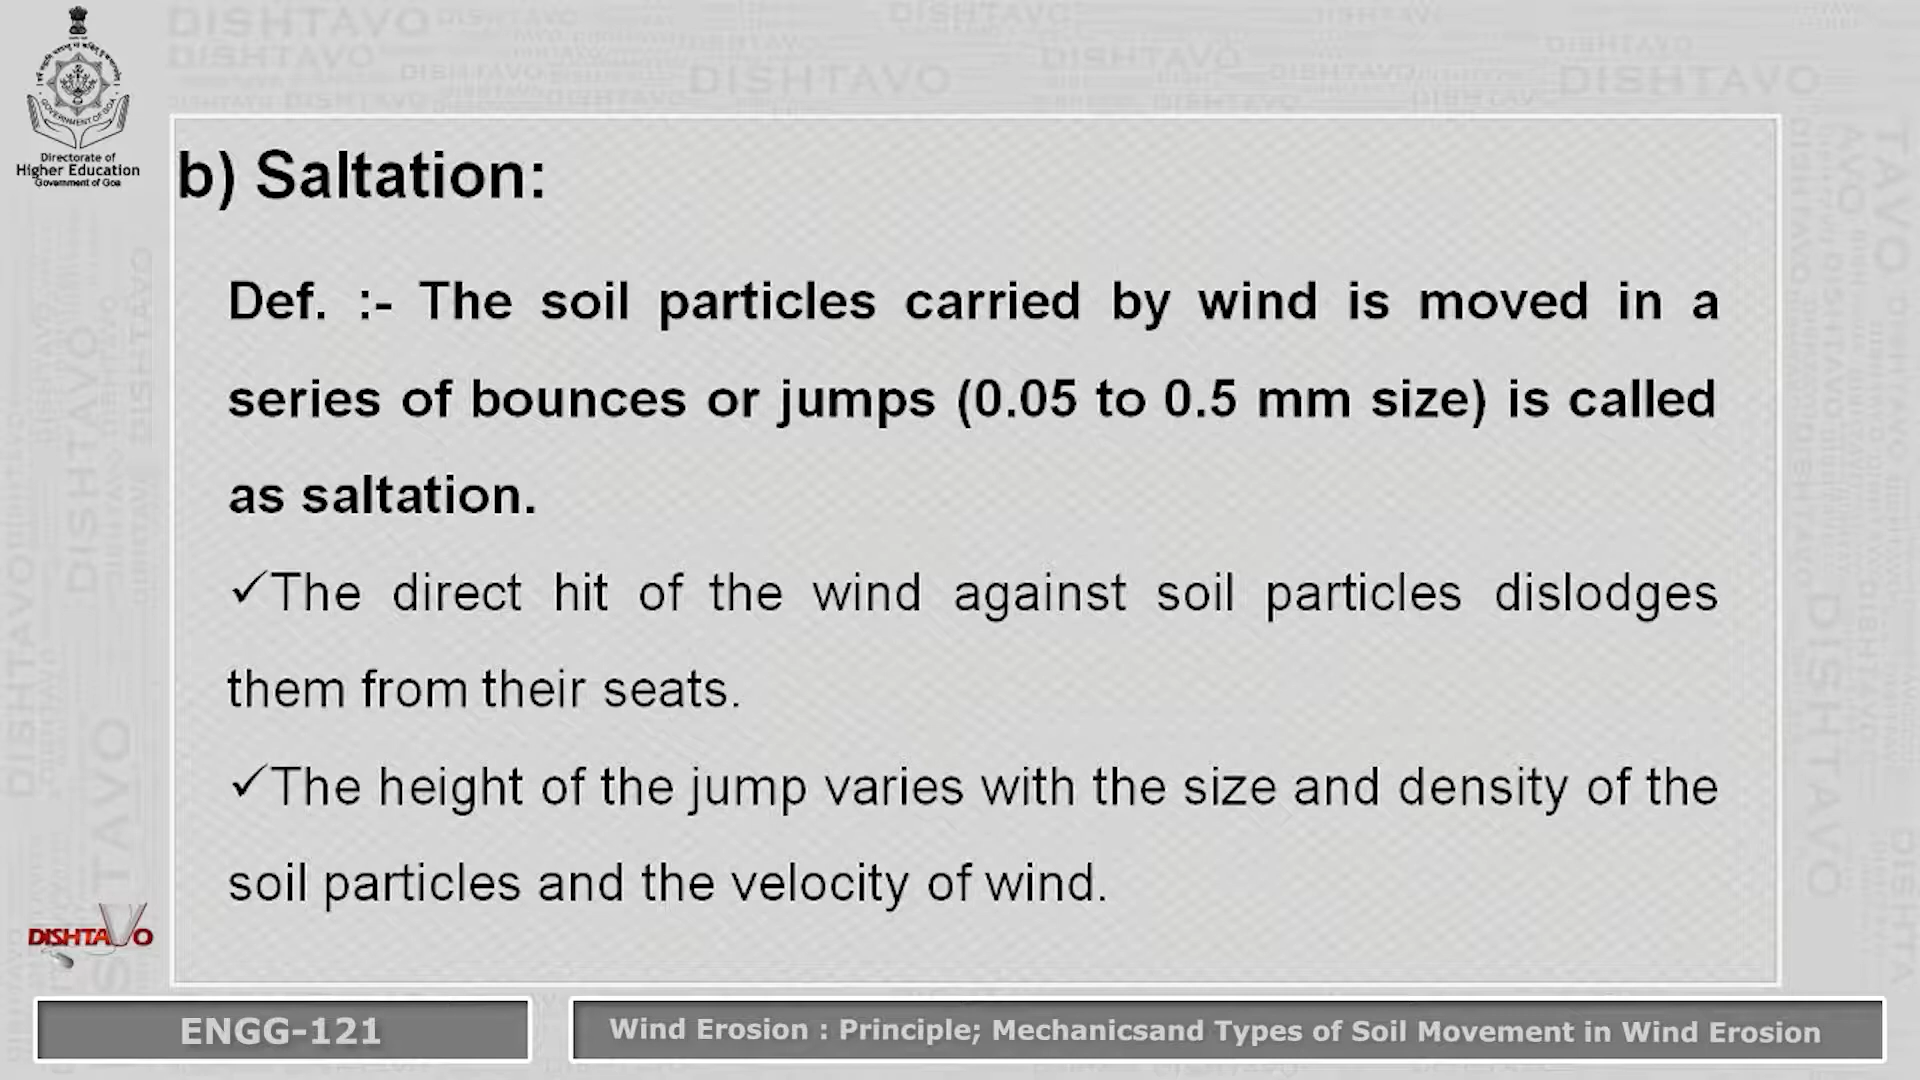 Directorate of
Higher Education
Government of Goa
b) Saltation:
Def. :- The soil particles carried by wind is moved in a
series of bounces or jumps (0.05 to 0.5 mm size) is called
as saltation.
✓The direct hit of the wind against soil particles dislodges
them from their seats.
✓The height of the jump varies with the size and density of the
soil particles and the velocity of wind.
DISHTAVO
ENGG-121
Wind Erosion : Principle; Mechanicsand Types of Soil Movement in Wind Erosion